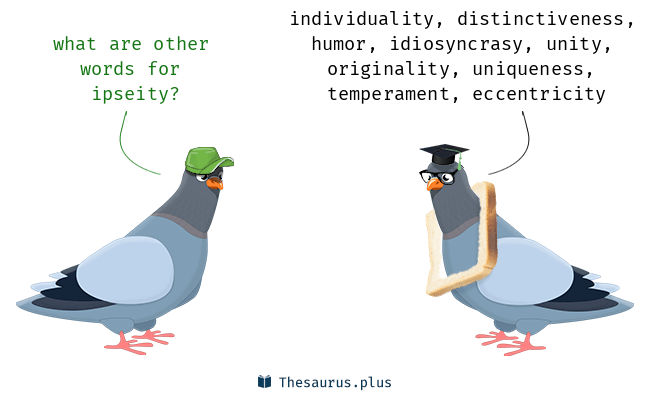 what are other
words for
ipseity?
individuality, distinctiveness,
humor, idiosyncrasy, unity,
originality, uniqueness,
temperament, eccentricity
Thesaurus.plus